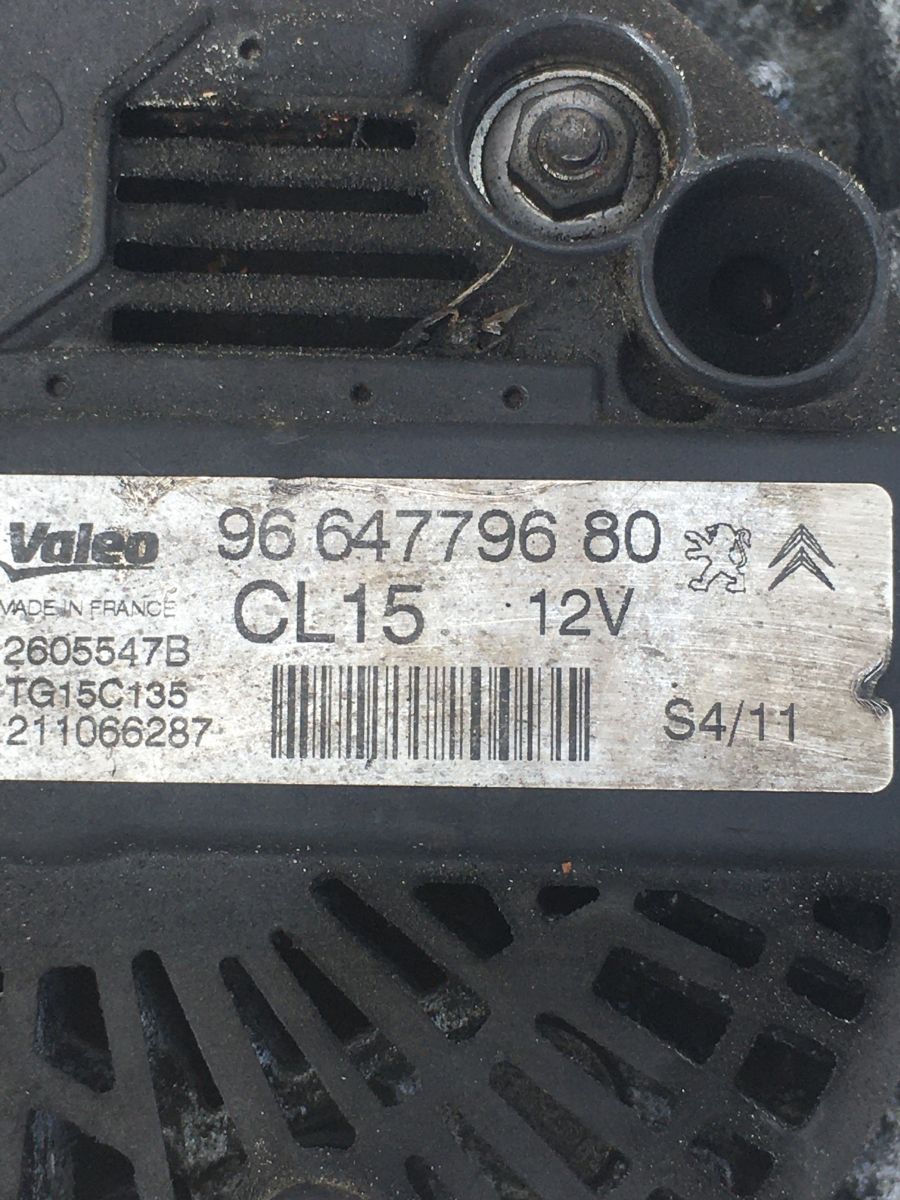 Valeo 96 647796 80
MADE IN FRANCE CL15 12V
2605547B
TG15C135
211066287 S4/11